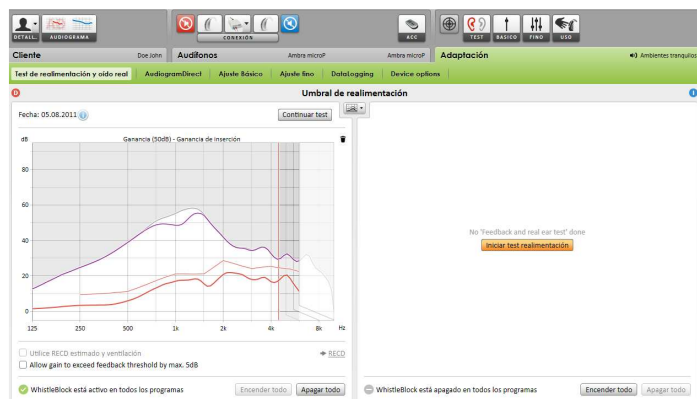 DETALL. AUDIOGRAMA CONEXIÓN ACC TEST BASICO FINO USO
Cliente Doe John Audífonos Ambra microP Ambra microP Adaptación Ambientes tranquilos
Test de realimentación y oído real AudiogramDirect Ajuste Básico Ajuste fino DataLogging Device options
D Umbral de realimentación I
Fecha: 05.08.2011 Continuar test
dB Ganancia (50dB) - Ganancia de inserción
80
60
40
20
0
125 250 500 1k 2k 4k 8k Hz
No 'Feedback and real ear test' done
Iniciar test realimentación
Utilice RECD estimado y ventilación RECD
Allow gain to exceed feedback threshold by max. 5dB
WhistleBlock está activo en todos los programas Encender todo Apagar todo
WhistleBlock está apagado en todos los programas Encender todo Apagar todo